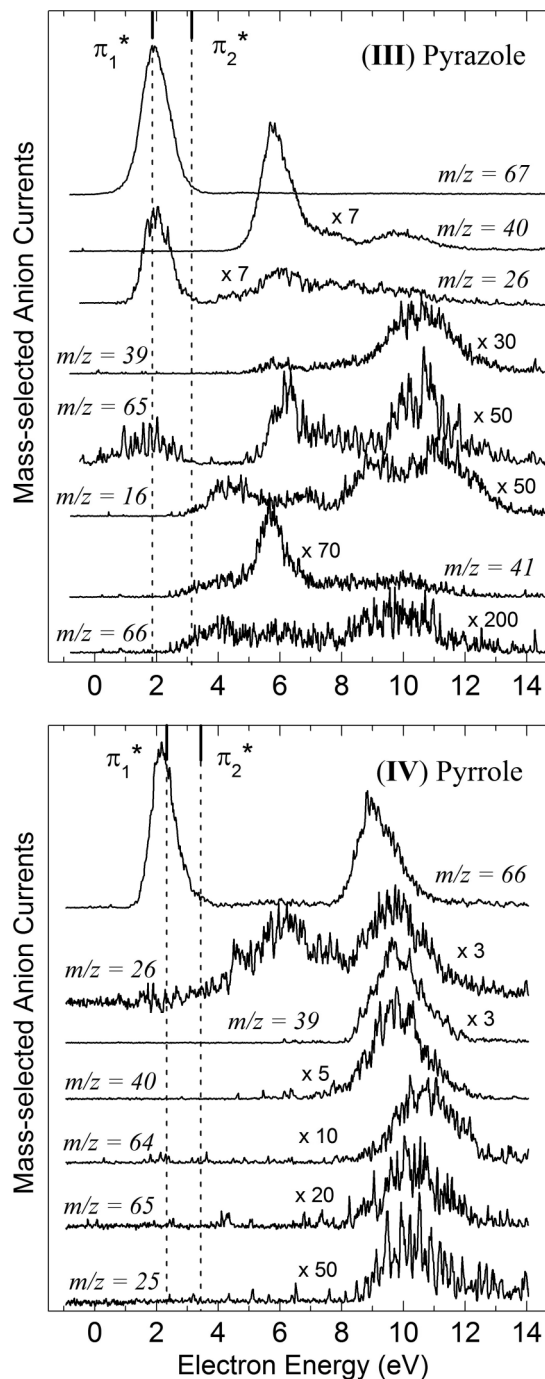 π₁*
π₂*
(III) Pyrazole
m/z = 67
x 7
m/z = 40
x 7
m/z = 26
m/z = 39
x 30
m/z = 65
x 50
m/z = 16
x 50
x 70
m/z = 41
m/z = 66
x 200
0 2 4 6 8 10 12 14
Mass-selected Anion Currents
π₁*
π₂*
(IV) Pyrrole
m/z = 66
m/z = 26
x 3
m/z = 39
x 3
m/z = 40
x 5
m/z = 64
x 10
m/z = 65
x 20
m/z = 25
x 50
0 2 4 6 8 10 12 14
Mass-selected Anion Currents
Electron Energy (eV)